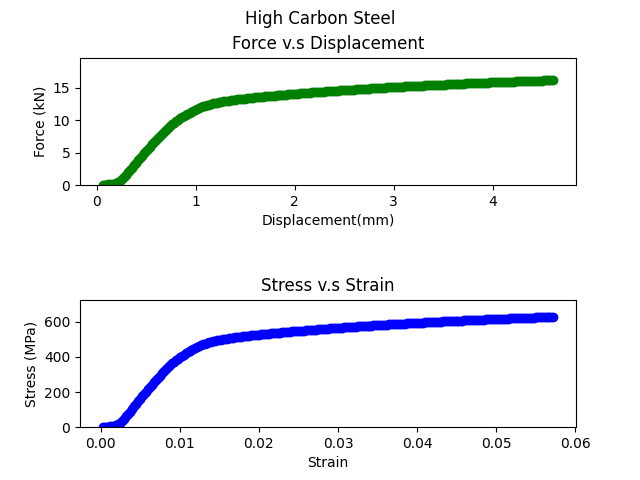 High Carbon Steel
Force v.s Displacement
15
10
5
0
Force (kN)
0 1 2 3 4
Displacement(mm)
Stress v.s Strain
600
400
200
0
Stress (MPa)
0.00 0.01 0.02 0.03 0.04 0.05 0.06
Strain